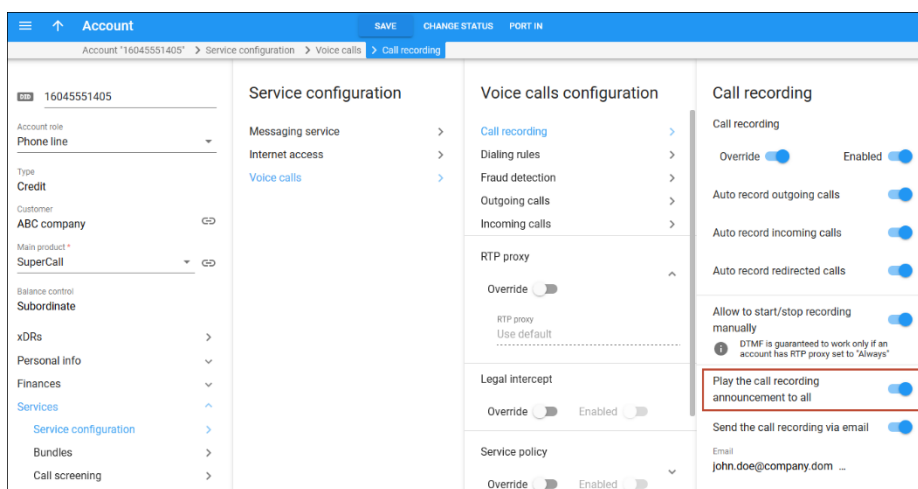 Account
SAVE
CHANGE STATUS
PORT IN
Account "16045551405" > Service configuration > Voice calls > Call recording
DID 16045551405
Account role
Phone line
Type
Credit
Customer
ABC company
Main product *
SuperCall
Balance control
Subordinate
xDRs
Personal info
Finances
Services
Service configuration
Bundles
Call screening
Service configuration
Messaging service
Internet access
Voice calls
Voice calls configuration
Call recording
Dialing rules
Fraud detection
Outgoing calls
Incoming calls
RTP proxy
Override
RTP proxy
Use default
Legal intercept
Override Enabled
Service policy
Override Enabled
Call recording
Call recording
Override Enabled
Auto record outgoing calls
Auto record incoming calls
Auto record redirected calls
Allow to start/stop recording
manually
DTMF is guaranteed to work only if an
account has RTP proxy set to "Always"
Play the call recording
announcement to all
Send the call recording via email
Email
john.doe@company.dom ...